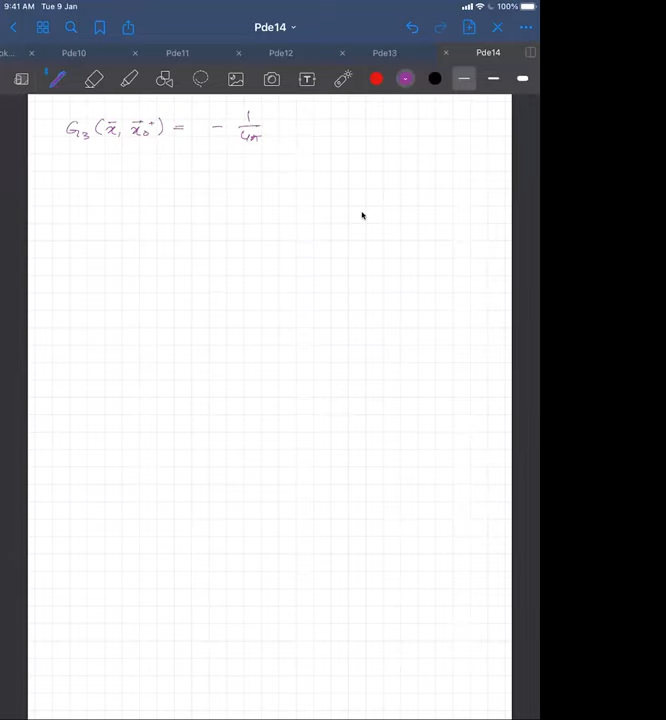 9:41 AM Tue 9 Jan 100%
Pde14
Pde10 Pde11 Pde12 Pde13 Pde14
G₃(x̄, x̄₀⁺) = - 1/4π